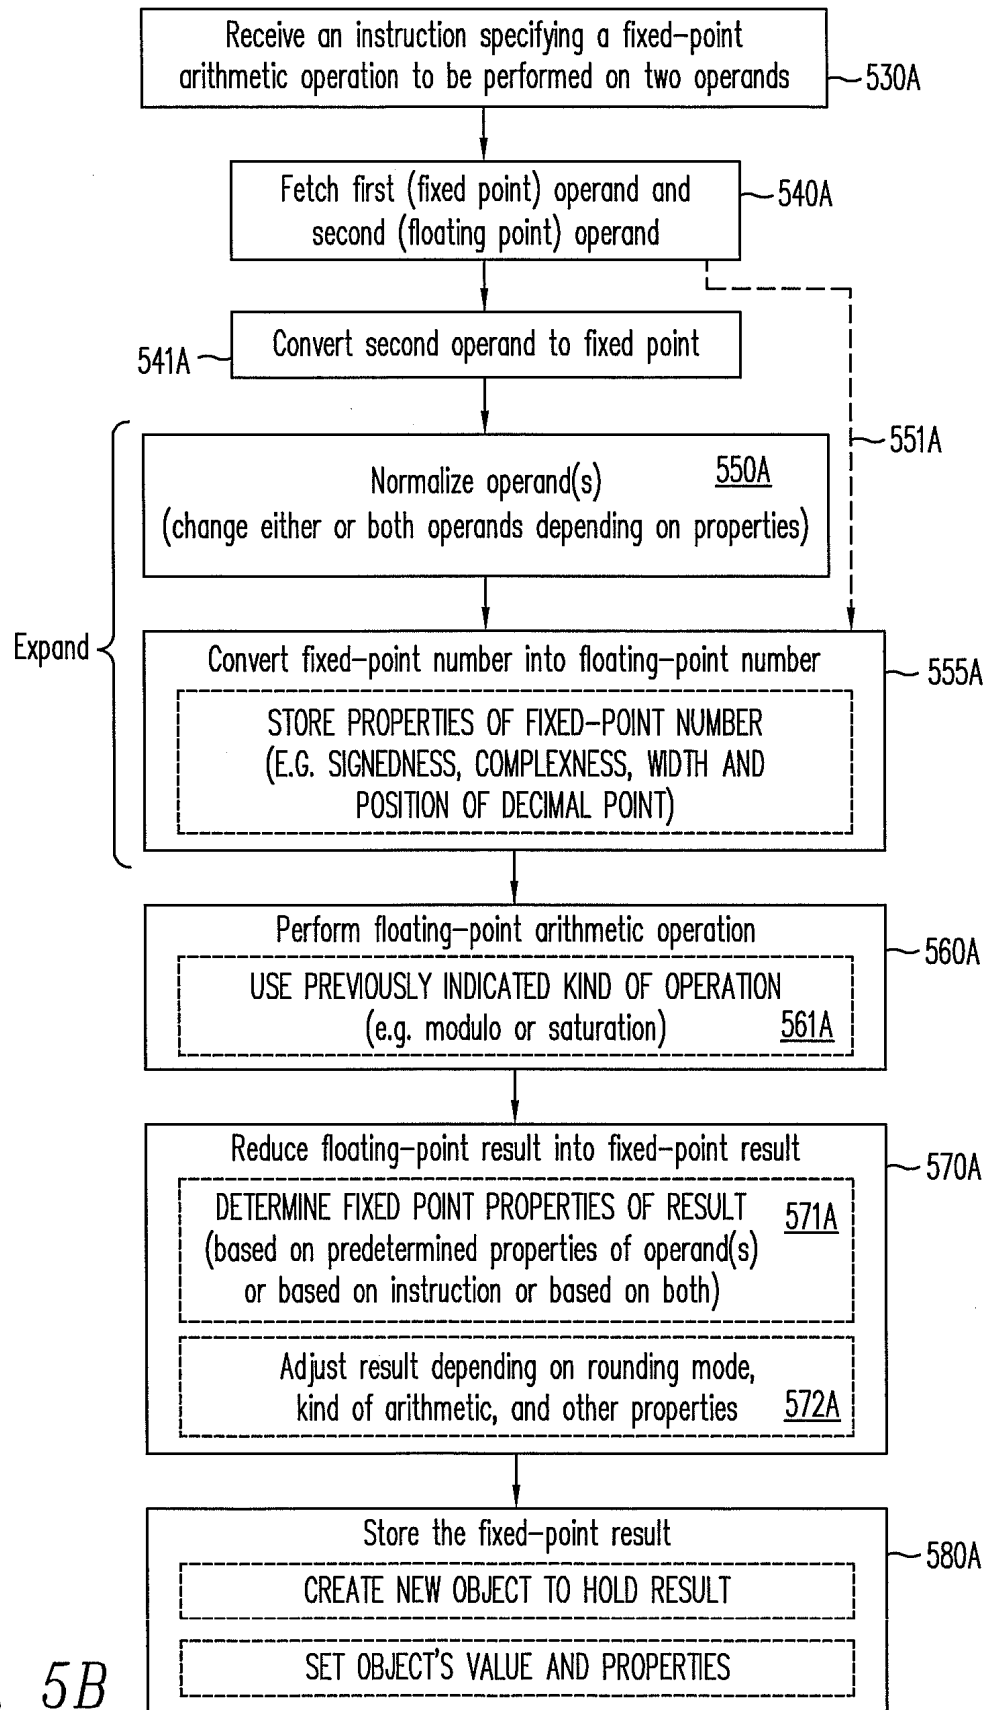 Receive an instruction specifying a fixed-point
arithmetic operation to be performed on two operands
530A
Fetch first (fixed point) operand and
second (floating point) operand
540A
Convert second operand to fixed point
541A
551A
Normalize operand(s)
550A
(change either or both operands depending on properties)
Expand
Convert fixed-point number into floating-point number
555A
STORE PROPERTIES OF FIXED-POINT NUMBER
(E.G. SIGNEDNESS, COMPLEXNESS, WIDTH AND
POSITION OF DECIMAL POINT)
Perform floating-point arithmetic operation
560A
USE PREVIOUSLY INDICATED KIND OF OPERATION
(e.g. modulo or saturation)
561A
Reduce floating-point result into fixed-point result
570A
DETERMINE FIXED POINT PROPERTIES OF RESULT
571A
(based on predetermined properties of operand(s)
or based on instruction or based on both)
Adjust result depending on rounding mode,
kind of arithmetic, and other properties
572A
Store the fixed-point result
580A
CREATE NEW OBJECT TO HOLD RESULT
SET OBJECT'S VALUE AND PROPERTIES
5B